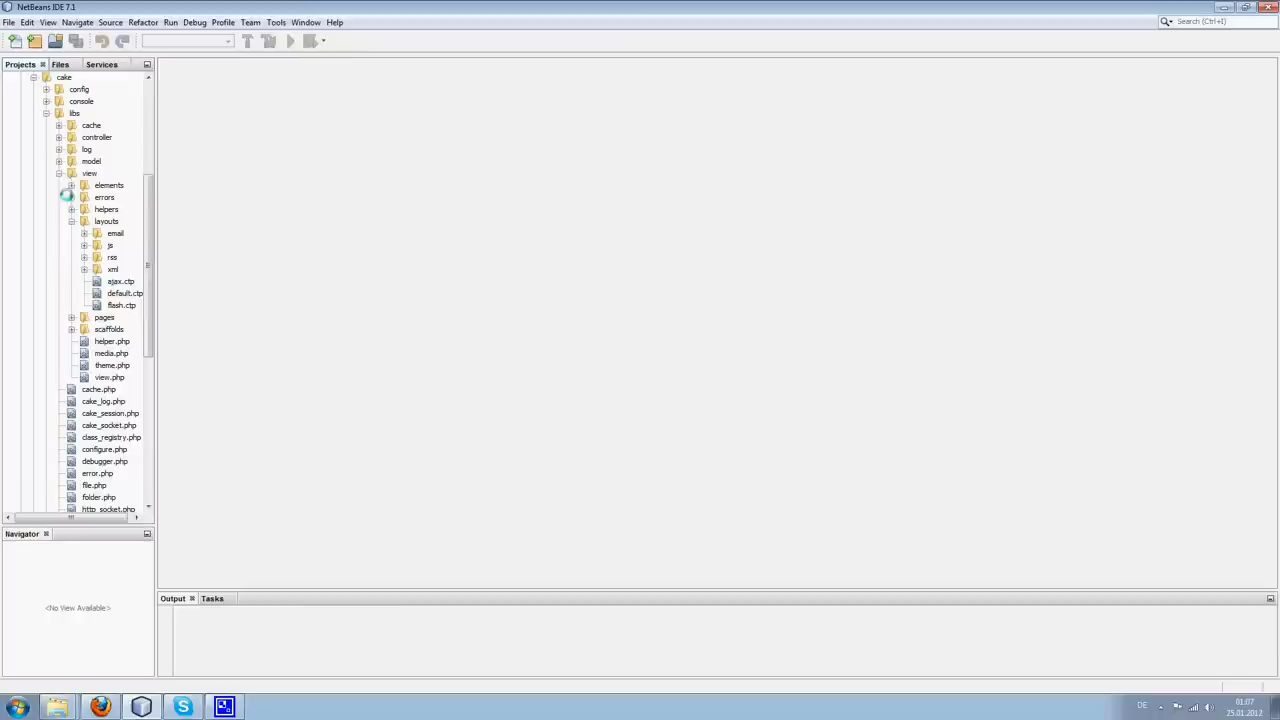 NetBeans IDE 7.1
File Edit View Navigate Source Refactor Run Debug Profile Team Tools Window Help
Search (Ctrl+I)
Projects Files Services
cake
config
console
libs
cache
controller
log
model
view
elements
errors
helpers
layouts
email
js
rss
xml
ajax.ctp
default.ctp
flash.ctp
pages
scaffolds
helper.php
media.php
theme.php
view.php
cache.php
cake_log.php
cake_session.php
cake_socket.php
class_registry.php
configure.php
debugger.php
error.php
file.php
folder.php
http_socket.php
Navigator
<No View Available>
Output Tasks
DE
01:07
25.01.2012